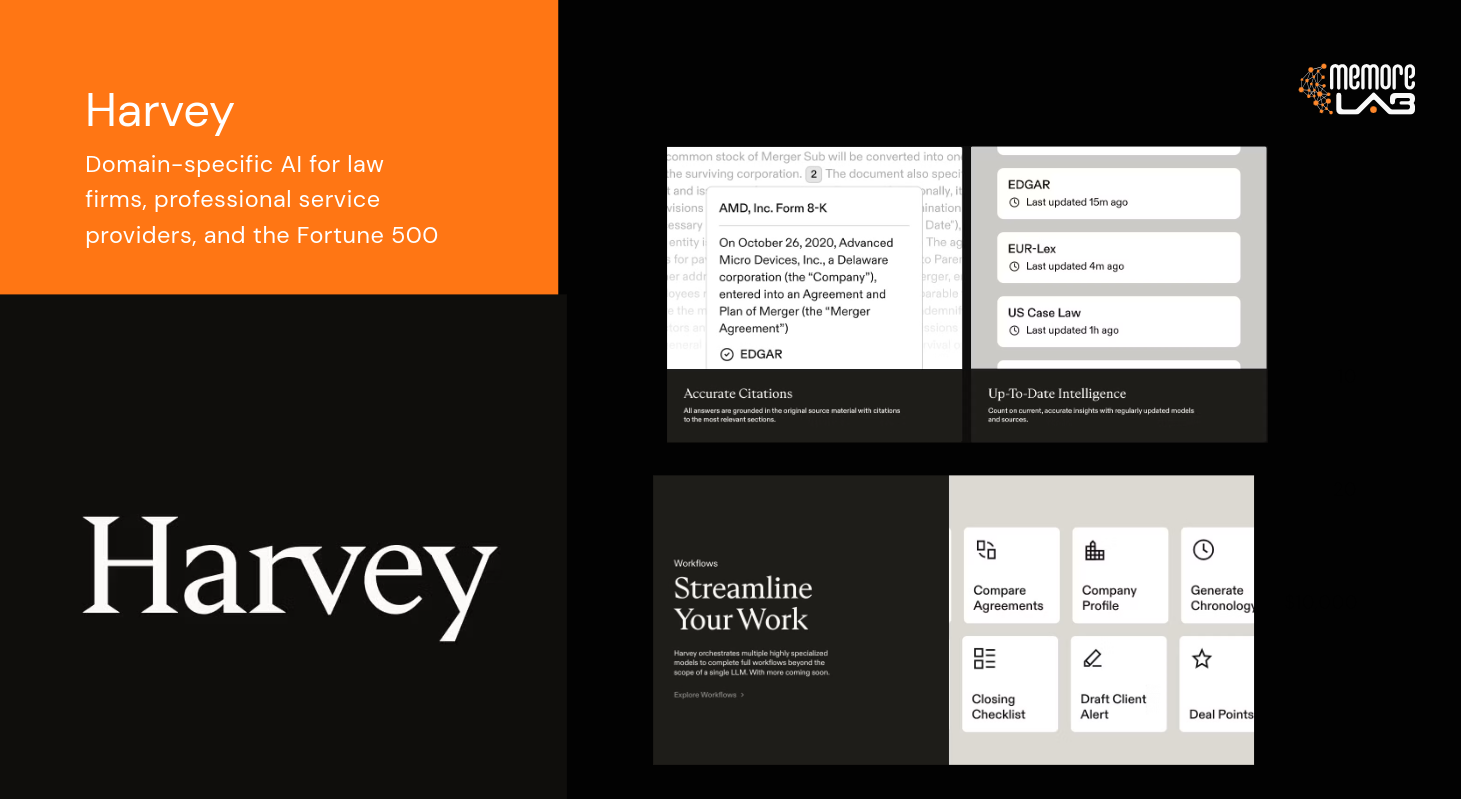 Harvey
Domain-specific AI for law
firms, professional service
providers, and the Fortune 500
memore
LAB
common stock of Merger Sub will be converted into one
the surviving corporation. 2 The document also speci
AMD, Inc. Form 8-K
On October 26, 2020, Advanced
Micro Devices, Inc., a Delaware
corporation (the “Company”),
entered into an Agreement and
Plan of Merger (the “Merger
Agreement”)
EDGAR
Accurate Citations
All answers are grounded in the original source material with citations
to the most relevant sections.
EDGAR
Last updated 15m ago
EUR-Lex
Last updated 4m ago
US Case Law
Last updated 1h ago
Up-To-Date Intelligence
Count on current, accurate insights with regularly updated models
and sources.
Harvey
Workflows
Streamline
Your Work
Harvey orchestrates multiple highly specialized
models to complete full workflows beyond the
scope of a single LLM. With more coming soon.
Explore Workflows >
Compare
Agreements
Company
Profile
Generate
Chronology
Closing
Checklist
Draft Client
Alert
Deal Points